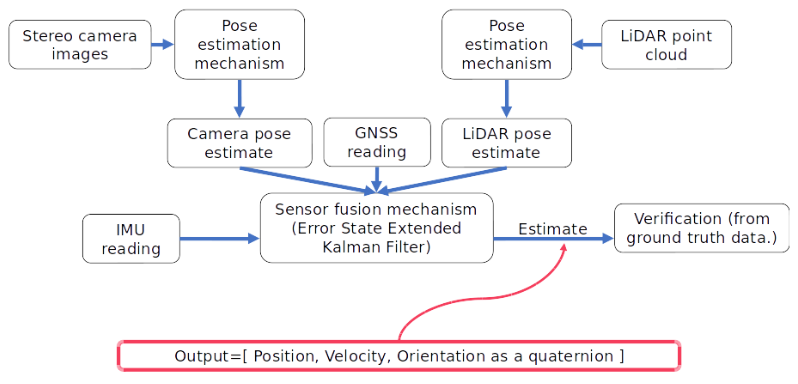 Stereo camera
images
Pose
estimation
mechanism
Pose
estimation
mechanism
LiDAR point
cloud
Camera pose
estimate
GNSS
reading
LiDAR pose
estimate
IMU
reading
Sensor fusion mechanism
(Error State Extended
Kalman Filter)
Estimate
Verification (from
ground truth data.)
Output=[ Position, Velocity, Orientation as a quaternion ]